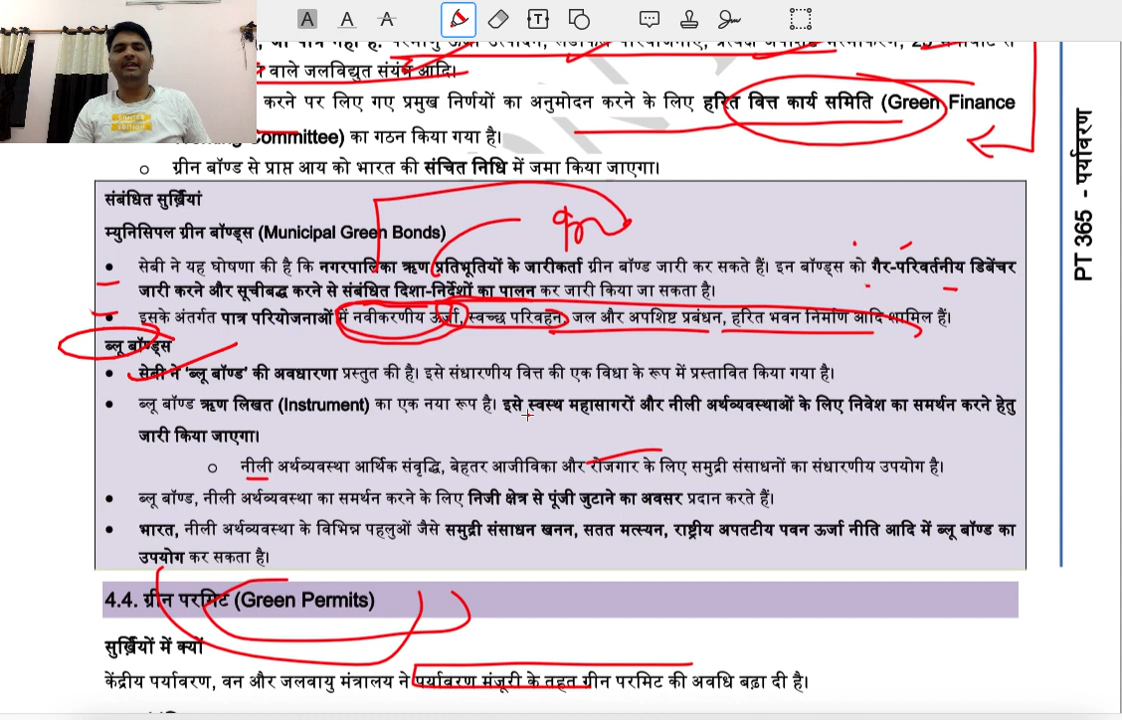 जा पात्र नहीं हैं: परमाणु ऊर्जा उत्पादन,
वाले जलविद्युत संयंत्र आदि।
करने पर लिए गए प्रमुख निर्णयों का अनुमोदन करने के लिए हरित वित्त कार्य समिति (Green Finance
Committee) का गठन किया गया है।
ग्रीन बॉण्ड से प्राप्त आय को भारत की संचित निधि में जमा किया जाएगा।
संबंधित सुर्ख़ियां
म्युनिसिपल ग्रीन बॉण्ड्स (Municipal Green Bonds)
सेबी ने यह घोषणा की है कि नगरपालिका ऋण प्रतिभूतियों के जारीकर्ता ग्रीन बॉण्ड जारी कर सकते हैं। इन बॉण्ड्स को गैर-परिवर्तनीय डिबेंचर
जारी करने और सूचीबद्ध करने से संबंधित दिशा-निर्देशों का पालन कर जारी किया जा सकता है।
इसके अंतर्गत पात्र परियोजनाओं में नवीकरणीय ऊर्जा, स्वच्छ परिवहन, जल और अपशिष्ट प्रबंधन, हरित भवन निर्माण आदि शामिल हैं।
ब्लू बॉण्ड्स
सेबी ने 'ब्लू बॉण्ड' की अवधारणा प्रस्तुत की है। इसे संधारणीय वित्त की एक विधा के रूप में प्रस्तावित किया गया है।
ब्लू बॉण्ड ऋण लिखत (Instrument) का एक नया रूप है। इसे स्वस्थ महासागरों और नीली अर्थव्यवस्थाओं के लिए निवेश का समर्थन करने हेतु
जारी किया जाएगा।
नीली अर्थव्यवस्था आर्थिक संवृद्धि, बेहतर आजीविका और रोजगार के लिए समुद्री संसाधनों का संधारणीय उपयोग है।
ब्लू बॉण्ड, नीली अर्थव्यवस्था का समर्थन करने के लिए निजी क्षेत्र से पूंजी जुटाने का अवसर प्रदान करते हैं।
भारत, नीली अर्थव्यवस्था के विभिन्न पहलुओं जैसे समुद्री संसाधन खनन, सतत मत्स्यन, राष्ट्रीय अपतटीय पवन ऊर्जा नीति आदि में ब्लू बॉण्ड का
उपयोग कर सकता है।
4.4. ग्रीन परमिट (Green Permits)
सुर्ख़ियों में क्यों
केंद्रीय पर्यावरण, वन और जलवायु मंत्रालय ने पर्यावरण मंजूरी के तहत ग्रीन परमिट की अवधि बढ़ा दी है।
PT 365 - पर्यावरण